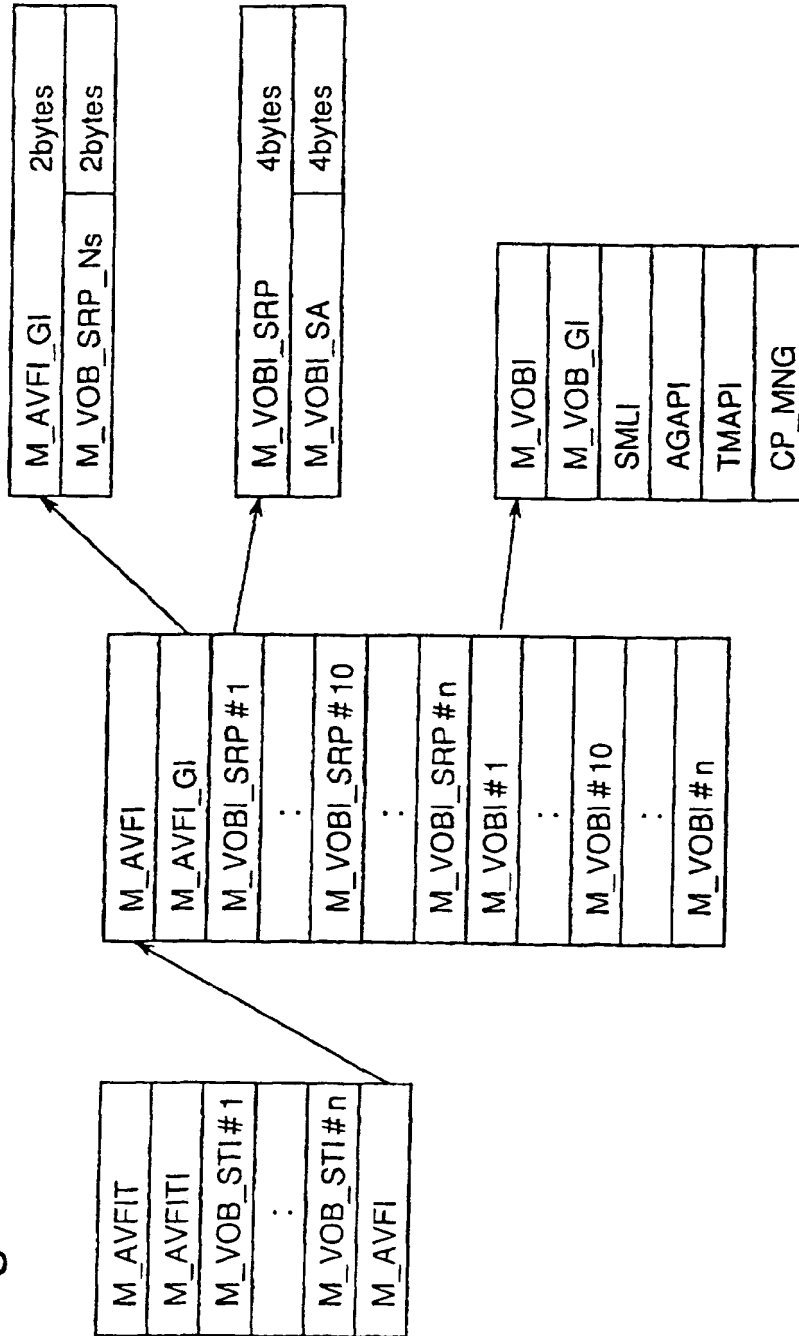 M_AVFIT
M_AVFITI
M_VOB_STI#1
:
M_VOB_STI#n
M_AVFI
M_AVFI
M_AVFI_GI
M_VOBI_SRP#1
:
M_VOBI_SRP#10
:
M_VOBI_SRP#n
M_VOBI#1
:
M_VOBI#10
:
M_VOBI#n
M_AVFI_GI 2bytes
M_VOB_SRP_Ns 2bytes
M_VOBI_SRP 4bytes
M_VOBI_SA 4bytes
M_VOBI
M_VOB_GI
SMLI
AGAPI
TMAPI
CP_MNG